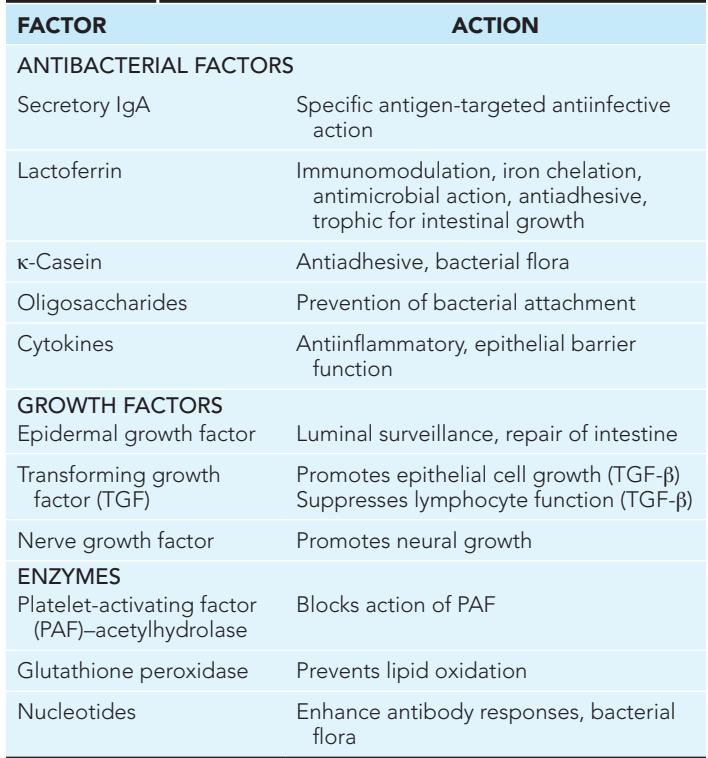 FACTOR ACTION
ANTIBACTERIAL FACTORS
Secretory IgA Specific antigen-targeted antiinfective
action
Lactoferrin Immunomodulation, iron chelation,
antimicrobial action, antiadhesive,
trophic for intestinal growth
κ-Casein Antiadhesive, bacterial flora
Oligosaccharides Prevention of bacterial attachment
Cytokines Antiinflammatory, epithelial barrier
function
GROWTH FACTORS
Epidermal growth factor Luminal surveillance, repair of intestine
Transforming growth Promotes epithelial cell growth (TGF-β)
factor (TGF) Suppresses lymphocyte function (TGF-β)
Nerve growth factor Promotes neural growth
ENZYMES
Platelet-activating factor Blocks action of PAF
(PAF)–acetylhydrolase
Glutathione peroxidase Prevents lipid oxidation
Nucleotides Enhance antibody responses, bacterial
flora